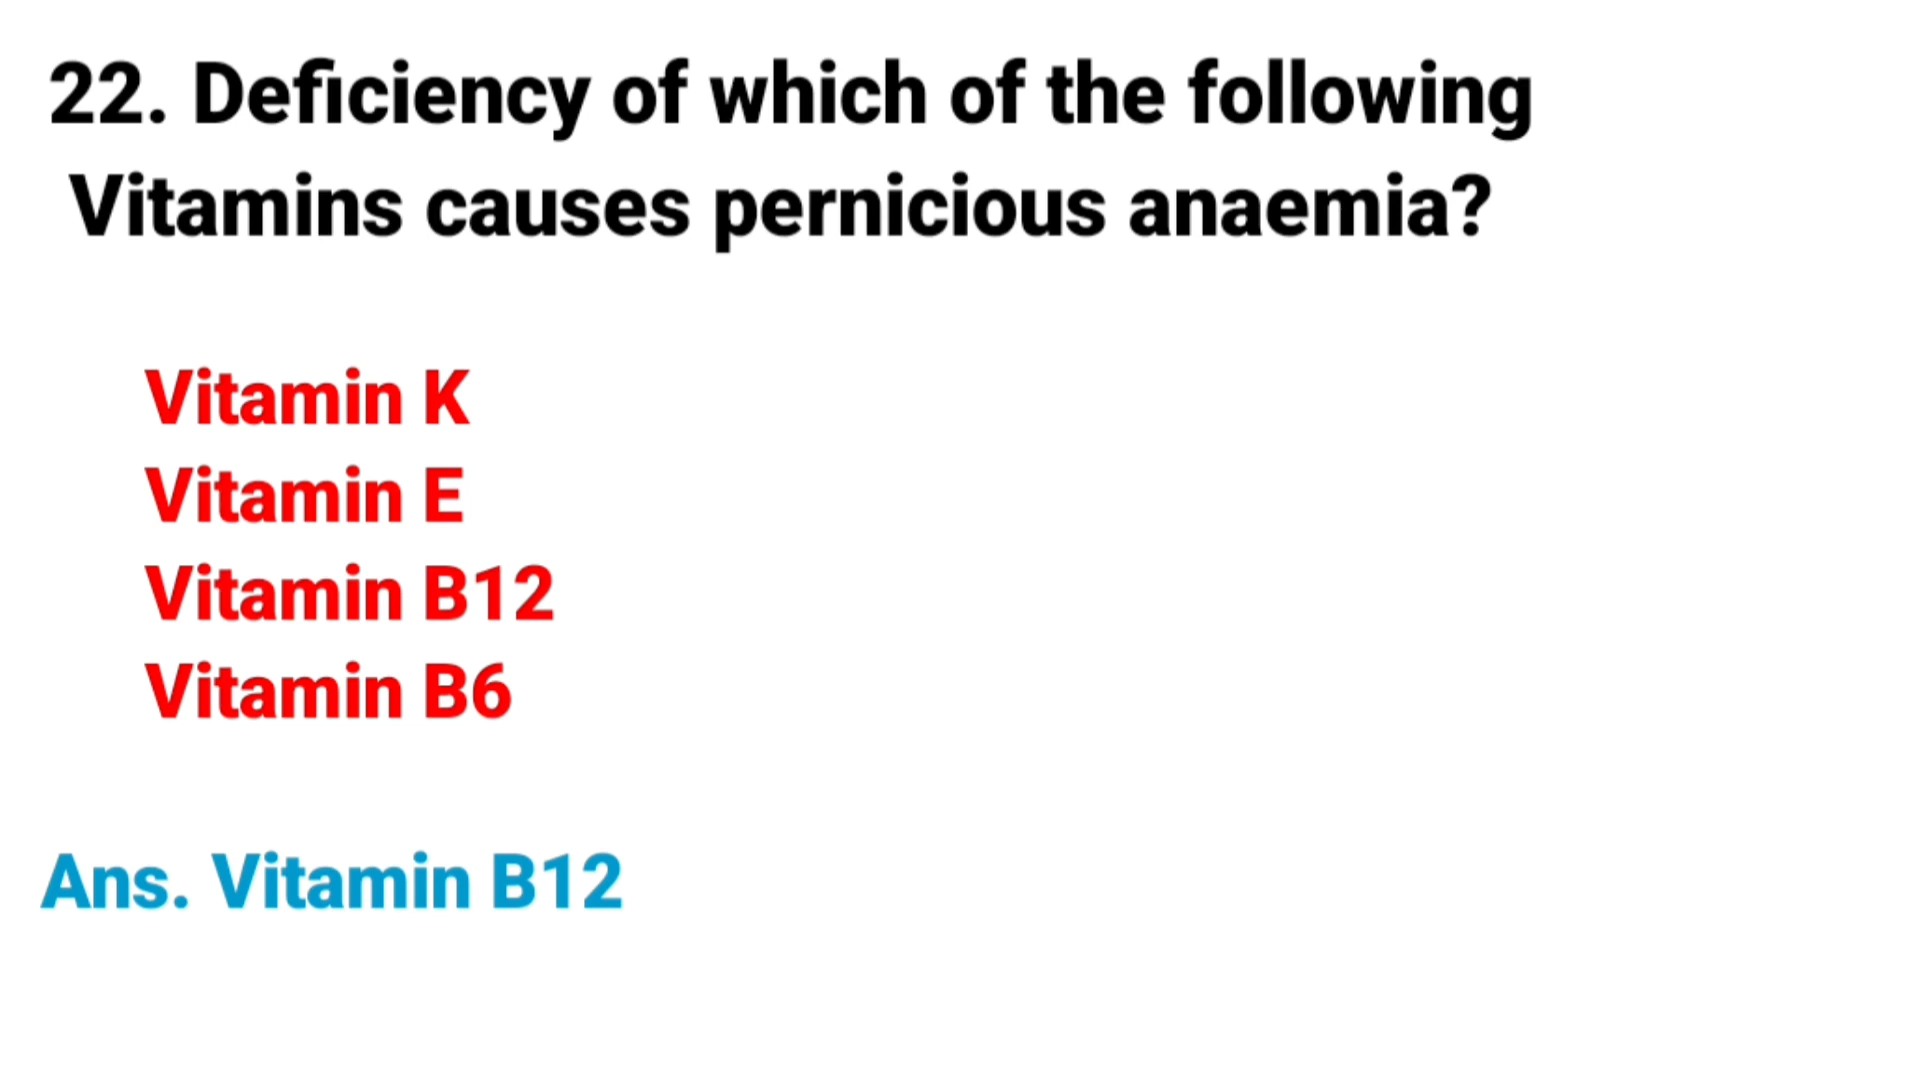 22. Deficiency of which of the following
Vitamins causes pernicious anaemia?
Vitamin K
Vitamin E
Vitamin B12
Vitamin B6
Ans. Vitamin B12